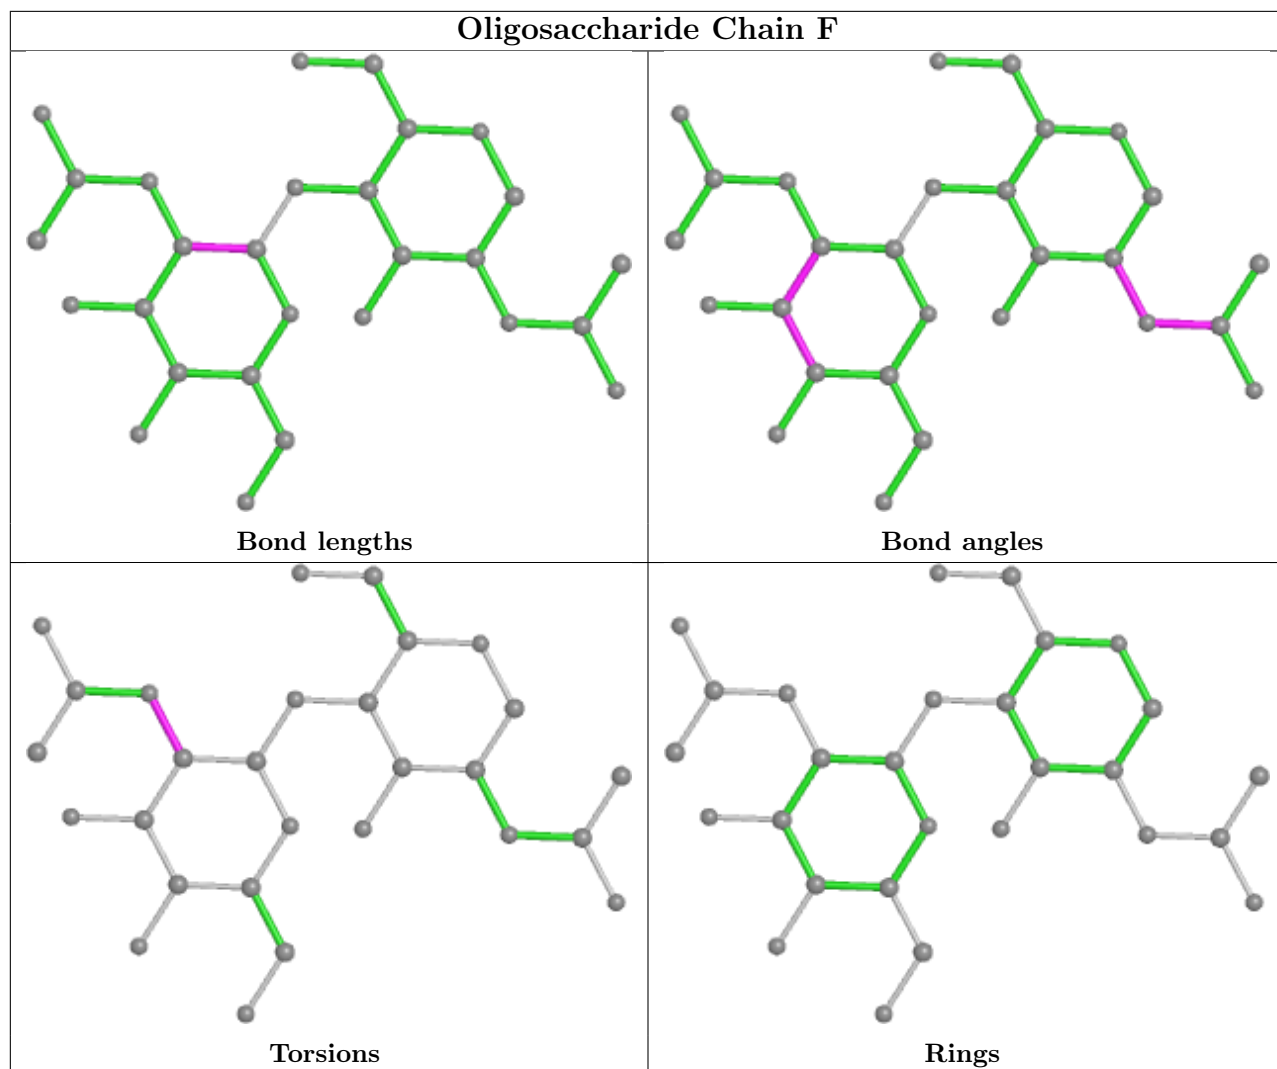 Oligosaccharide Chain F
Bond lengths
Bond angles
Torsions
Rings